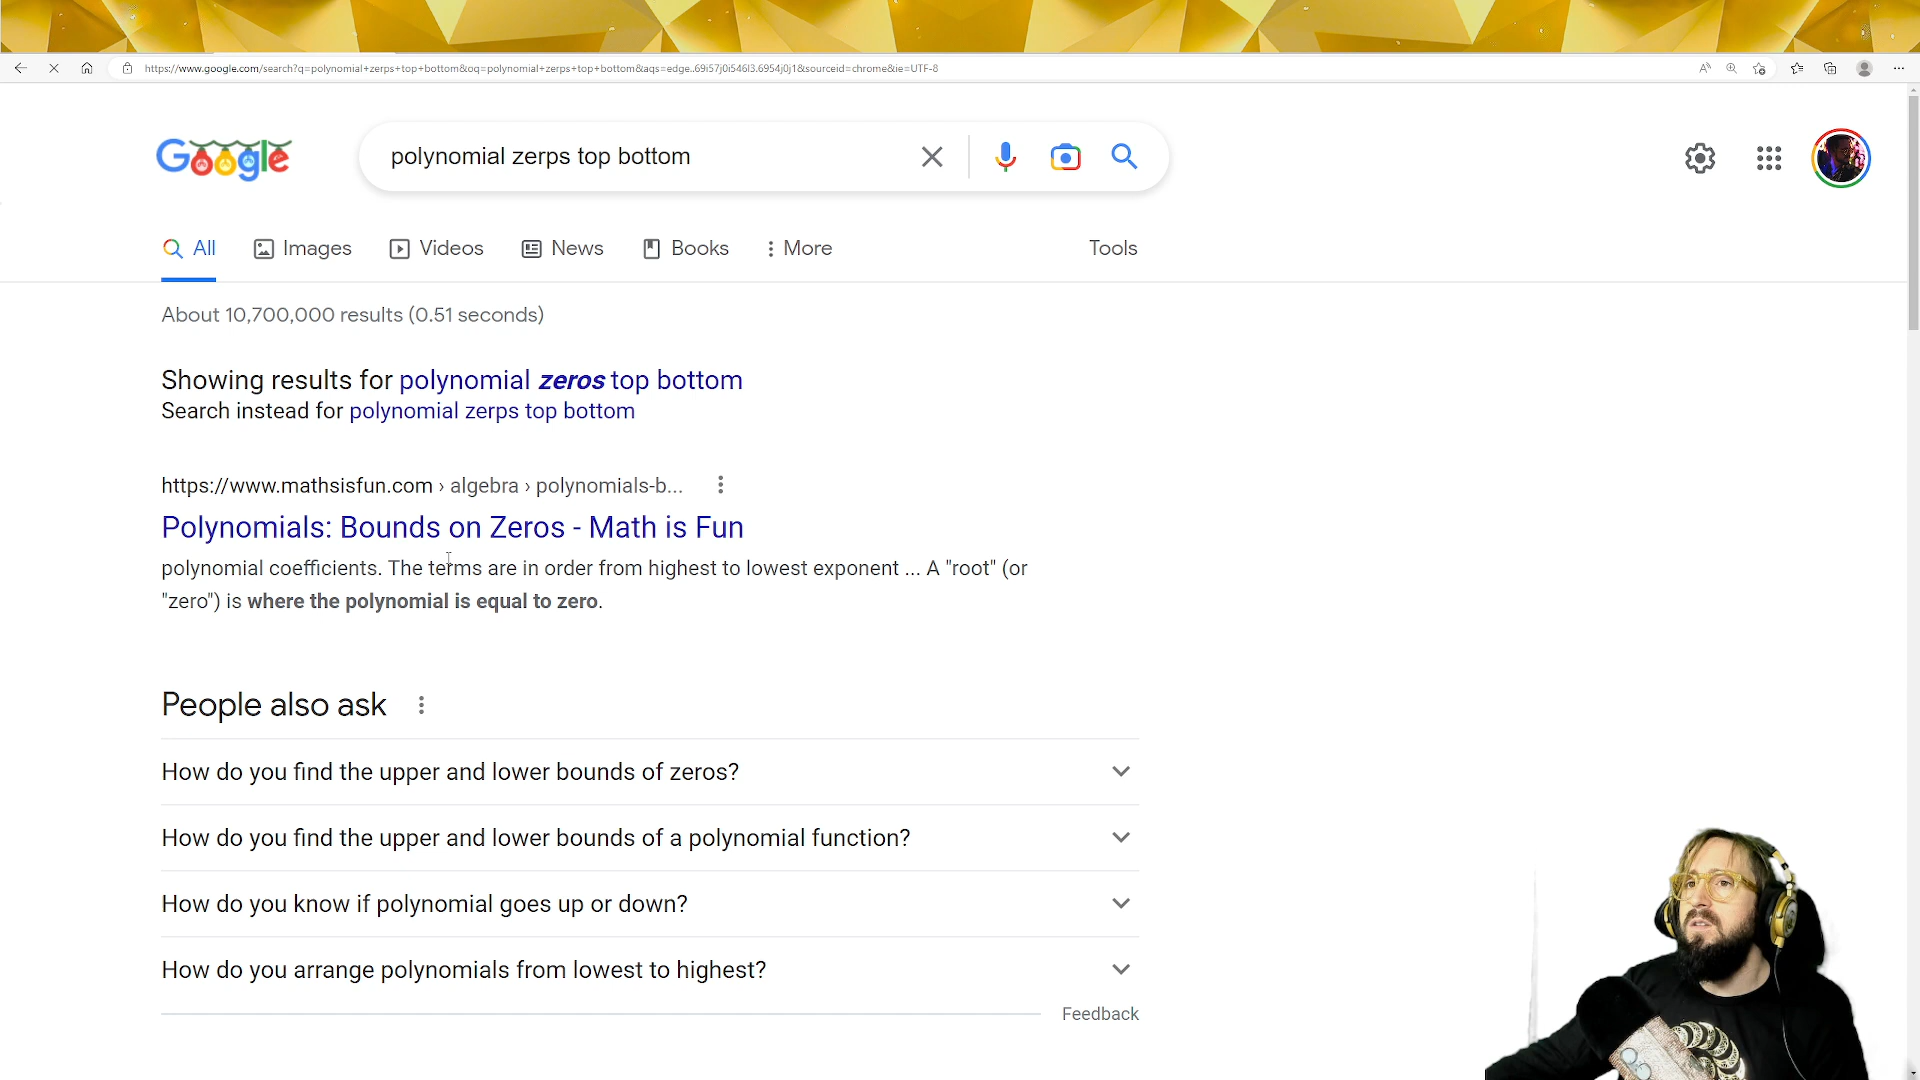 https://www.google.com/search?q=polynomial+zerps+top+bottom&oq=polynomial+zerps+top+bottom&aqs=edge..69i57j0i546l3.6954j0j1&sourceid=chrome&ie=UTF-8
Google
polynomial zerps top bottom
All
Images
Videos
News
Books
More
Tools
About 10,700,000 results (0.51 seconds)
Showing results for polynomial zeros top bottom
Search instead for polynomial zerps top bottom
https://www.mathsisfun.com › algebra › polynomials-b...
Polynomials: Bounds on Zeros - Math is Fun
polynomial coefficients. The terms are in order from highest to lowest exponent ... A "root" (or
"zero") is where the polynomial is equal to zero.
People also ask
How do you find the upper and lower bounds of zeros?
How do you find the upper and lower bounds of a polynomial function?
How do you know if polynomial goes up or down?
How do you arrange polynomials from lowest to highest?
Feedback